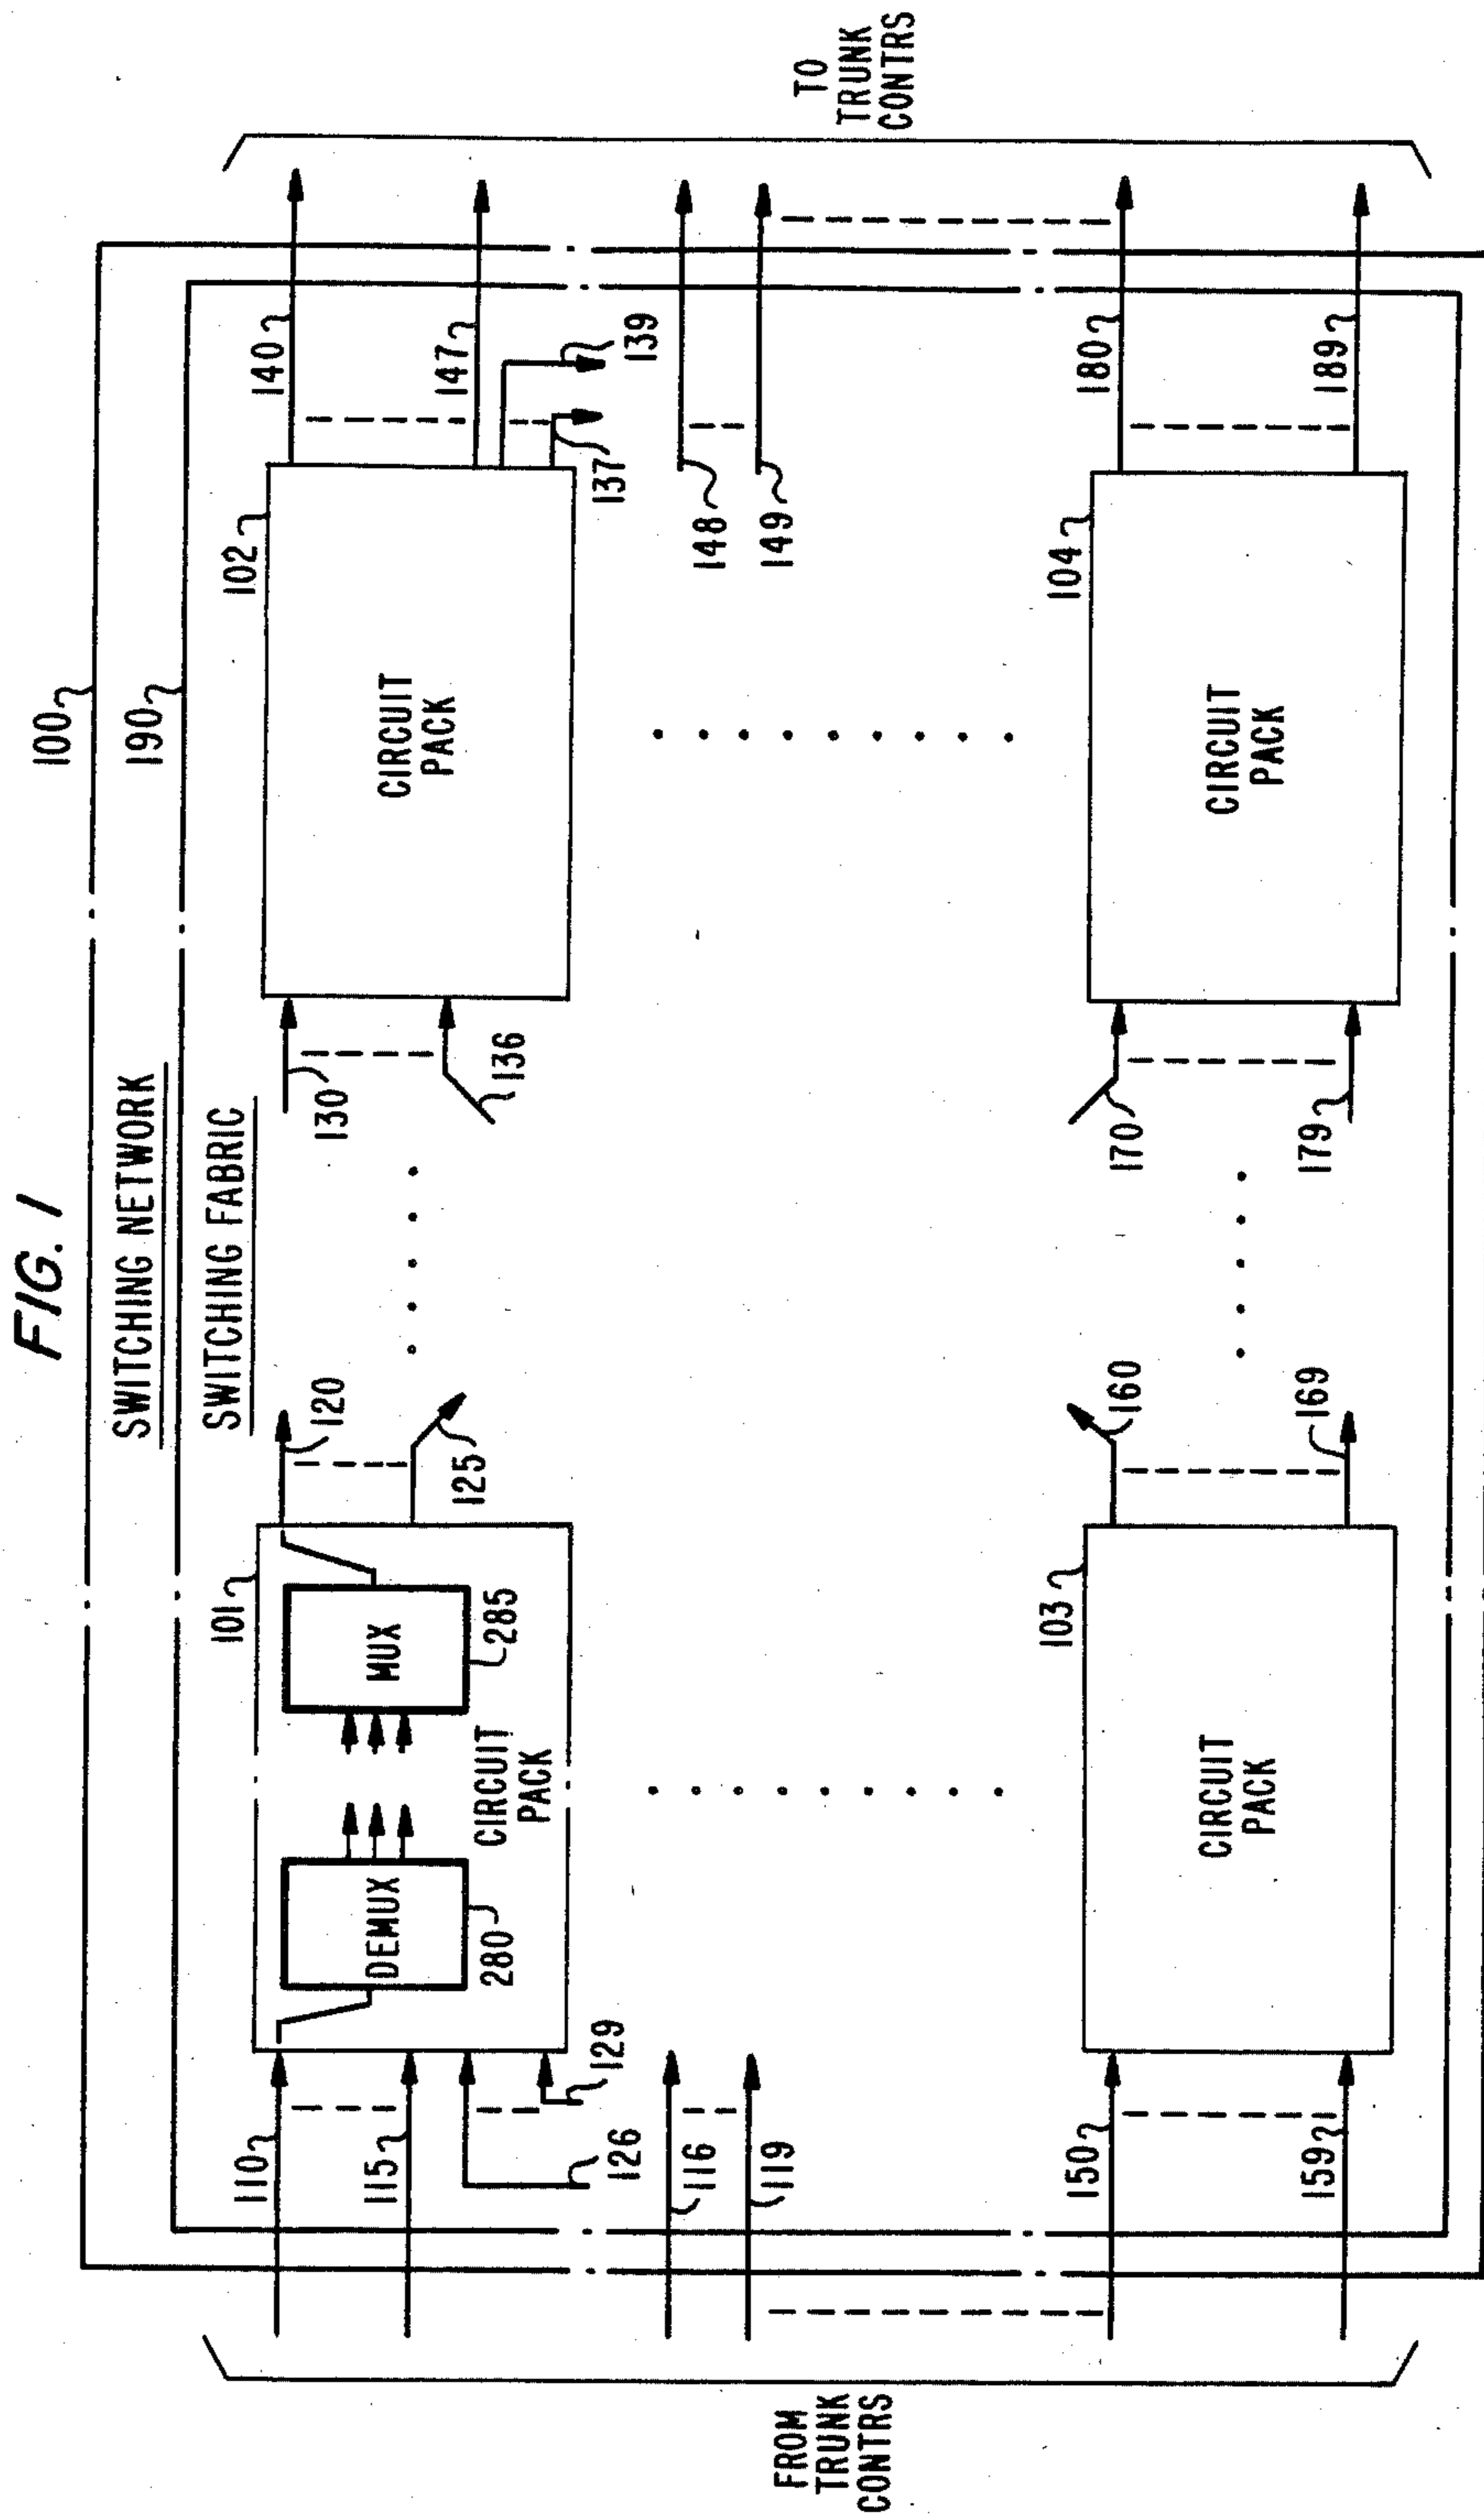 FIG. 1
100
SWITCHING NETWORK
190
SWITCHING FABRIC
101
102
110
120
130
140
DEMUX
MUX
CIRCUIT
PACK
115
280
285
125
CIRCUIT
PACK
136
147
137
139
129
126
116
119
148
149
FROM
TRUNK
CONTRS
TO
TRUNK
CONTRS
103
104
150
160
170
180
CIRCUIT
PACK
CIRCUIT
PACK
159
169
179
189